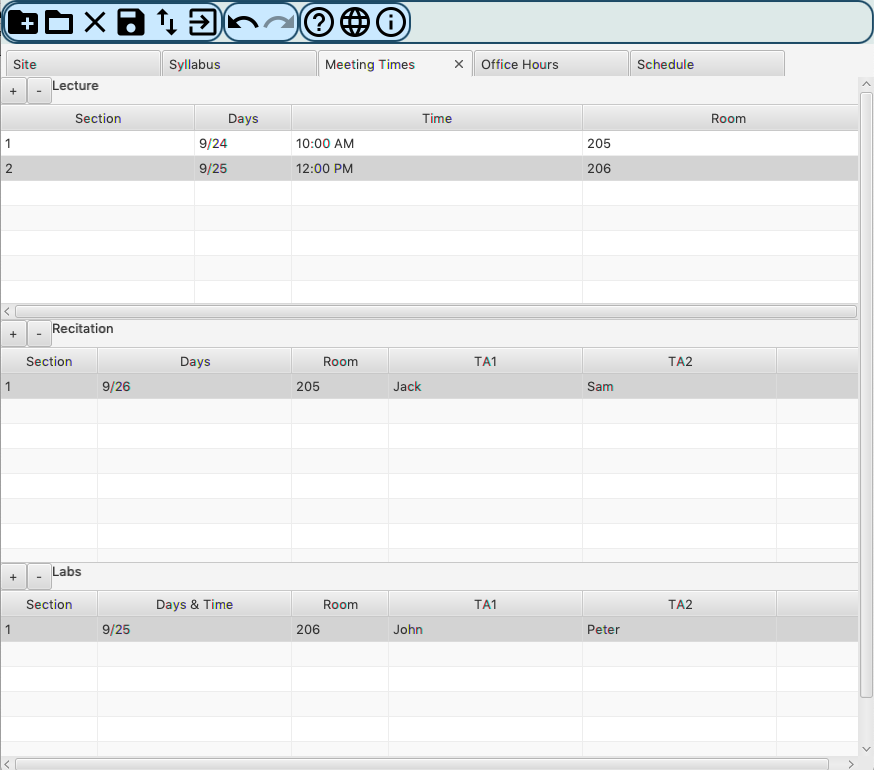 Site Syllabus Meeting Times Office Hours Schedule
+ - Lecture
Section Days Time Room
1 9/24 10:00 AM 205
2 9/25 12:00 PM 206
+ - Recitation
Section Days Room TA1 TA2
1 9/26 205 Jack Sam
+ - Labs
Section Days & Time Room TA1 TA2
1 9/25 206 John Peter